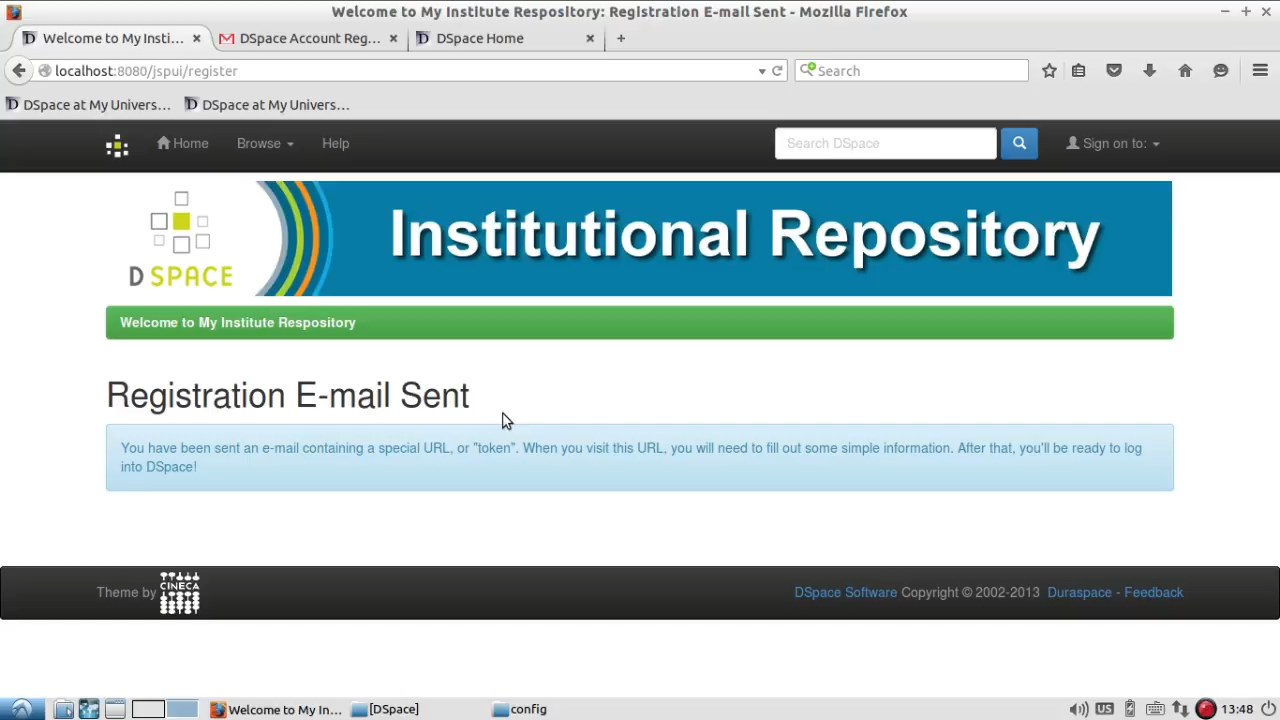 Welcome to My Institute Respository: Registration E-mail Sent - Mozilla Firefox
Welcome to My Insti... × DSpace Account Reg... × DSpace Home × +
localhost:8080/jspui/register Search
DSpace at My Univers... DSpace at My Univers...
Home Browse Help Search DSpace Sign on to:
D SPACE Institutional Repository
Welcome to My Institute Respository
Registration E-mail Sent
You have been sent an e-mail containing a special URL, or "token". When you visit this URL, you will need to fill out some simple information. After that, you'll be ready to log
into DSpace!
Theme by CINECA DSpace Software Copyright © 2002-2013 Duraspace - Feedback
Welcome to My In... [DSpace] config US 13:48